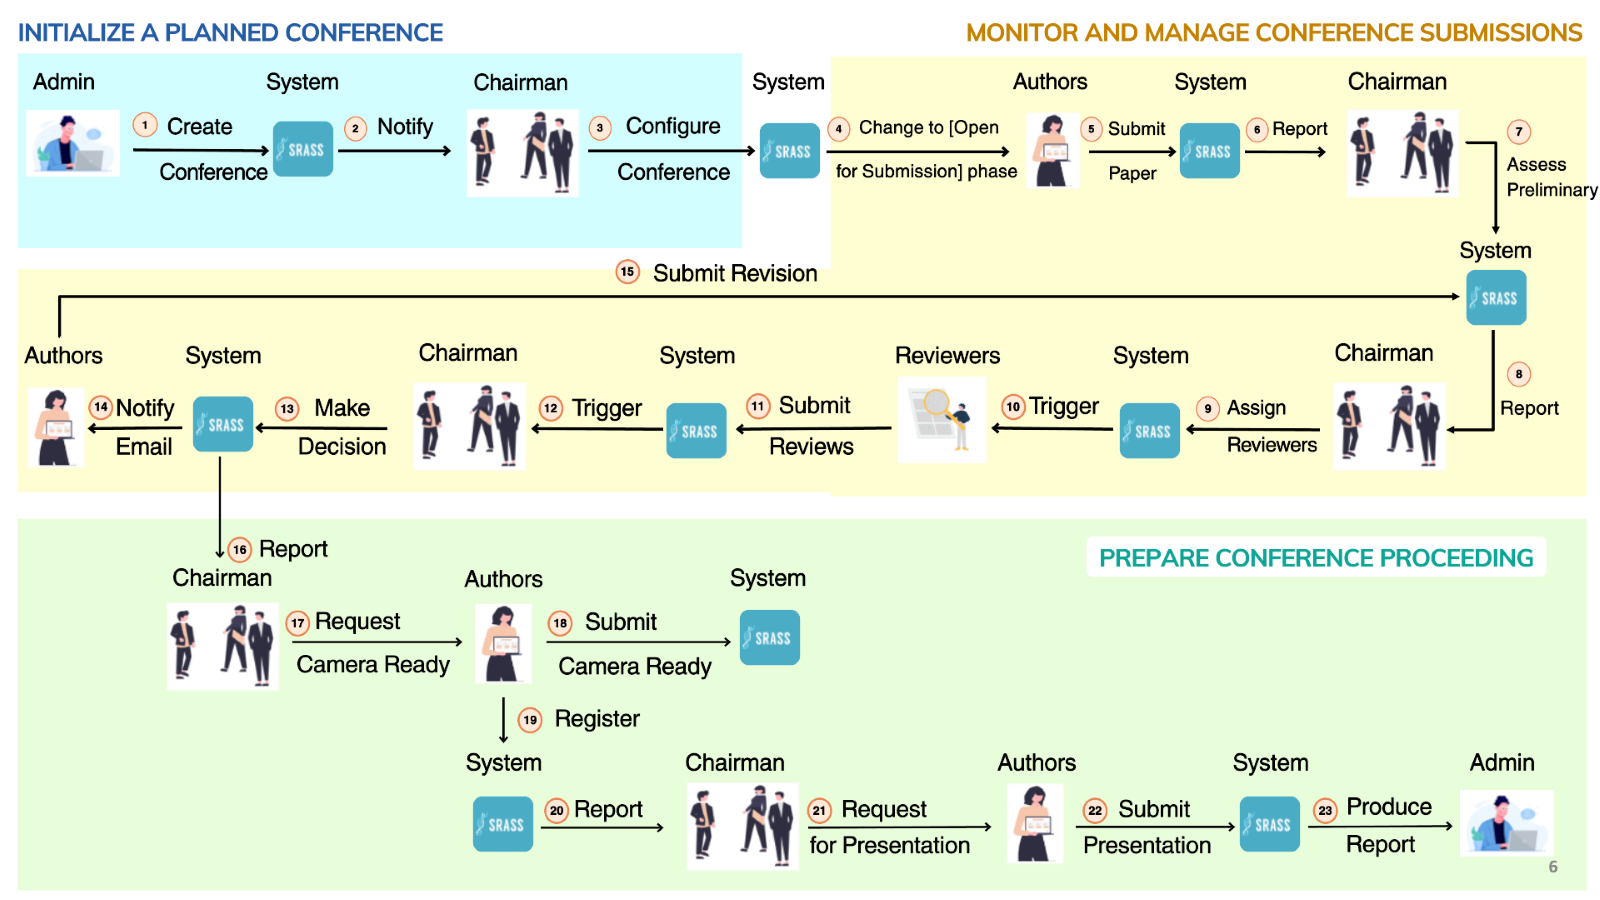 INITIALIZE A PLANNED CONFERENCE
MONITOR AND MANAGE CONFERENCE SUBMISSIONS
Admin
System
Chairman
System
Authors
System
Chairman
1 Create
Conference
SRASS
2 Notify
3 Configure
Conference
SRASS
4 Change to [Open
for Submission] phase
5 Submit
Paper
SRASS
6 Report
7
Assess
Preliminary
System
SRASS
15 Submit Revision
8
Report
Authors
System
Chairman
System
Reviewers
System
Chairman
14 Notify
Email
SRASS
13 Make
Decision
12 Trigger
SRASS
11 Submit
Reviews
10 Trigger
SRASS
9 Assign
Reviewers
16 Report
PREPARE CONFERENCE PROCEEDING
Chairman
Authors
System
17 Request
Camera Ready
18 Submit
Camera Ready
SRASS
19 Register
System
Chairman
Authors
System
Admin
SRASS
20 Report
21 Request
for Presentation
22 Submit
Presentation
SRASS
23 Produce
Report
6